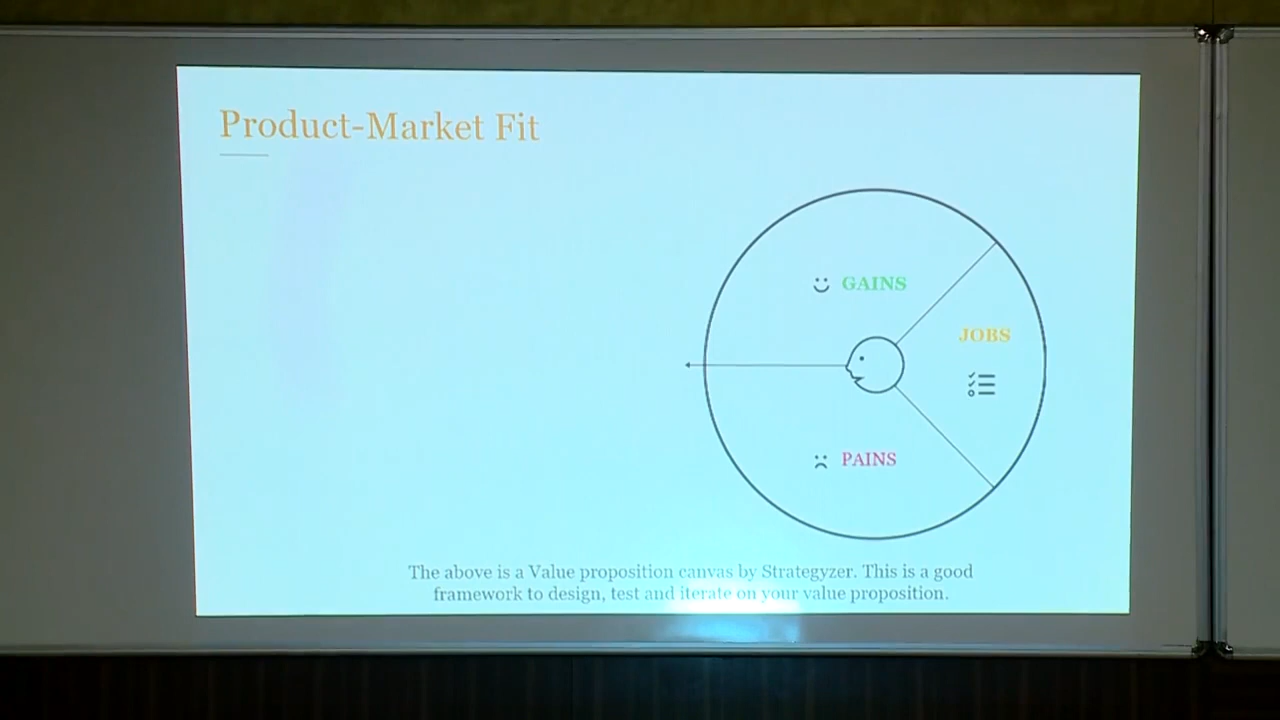 Product-Market Fit
GAINS
JOBS
PAINS
The above is a Value proposition canvas by Strategyzer. This is a good
framework to design, test and iterate on your value proposition.